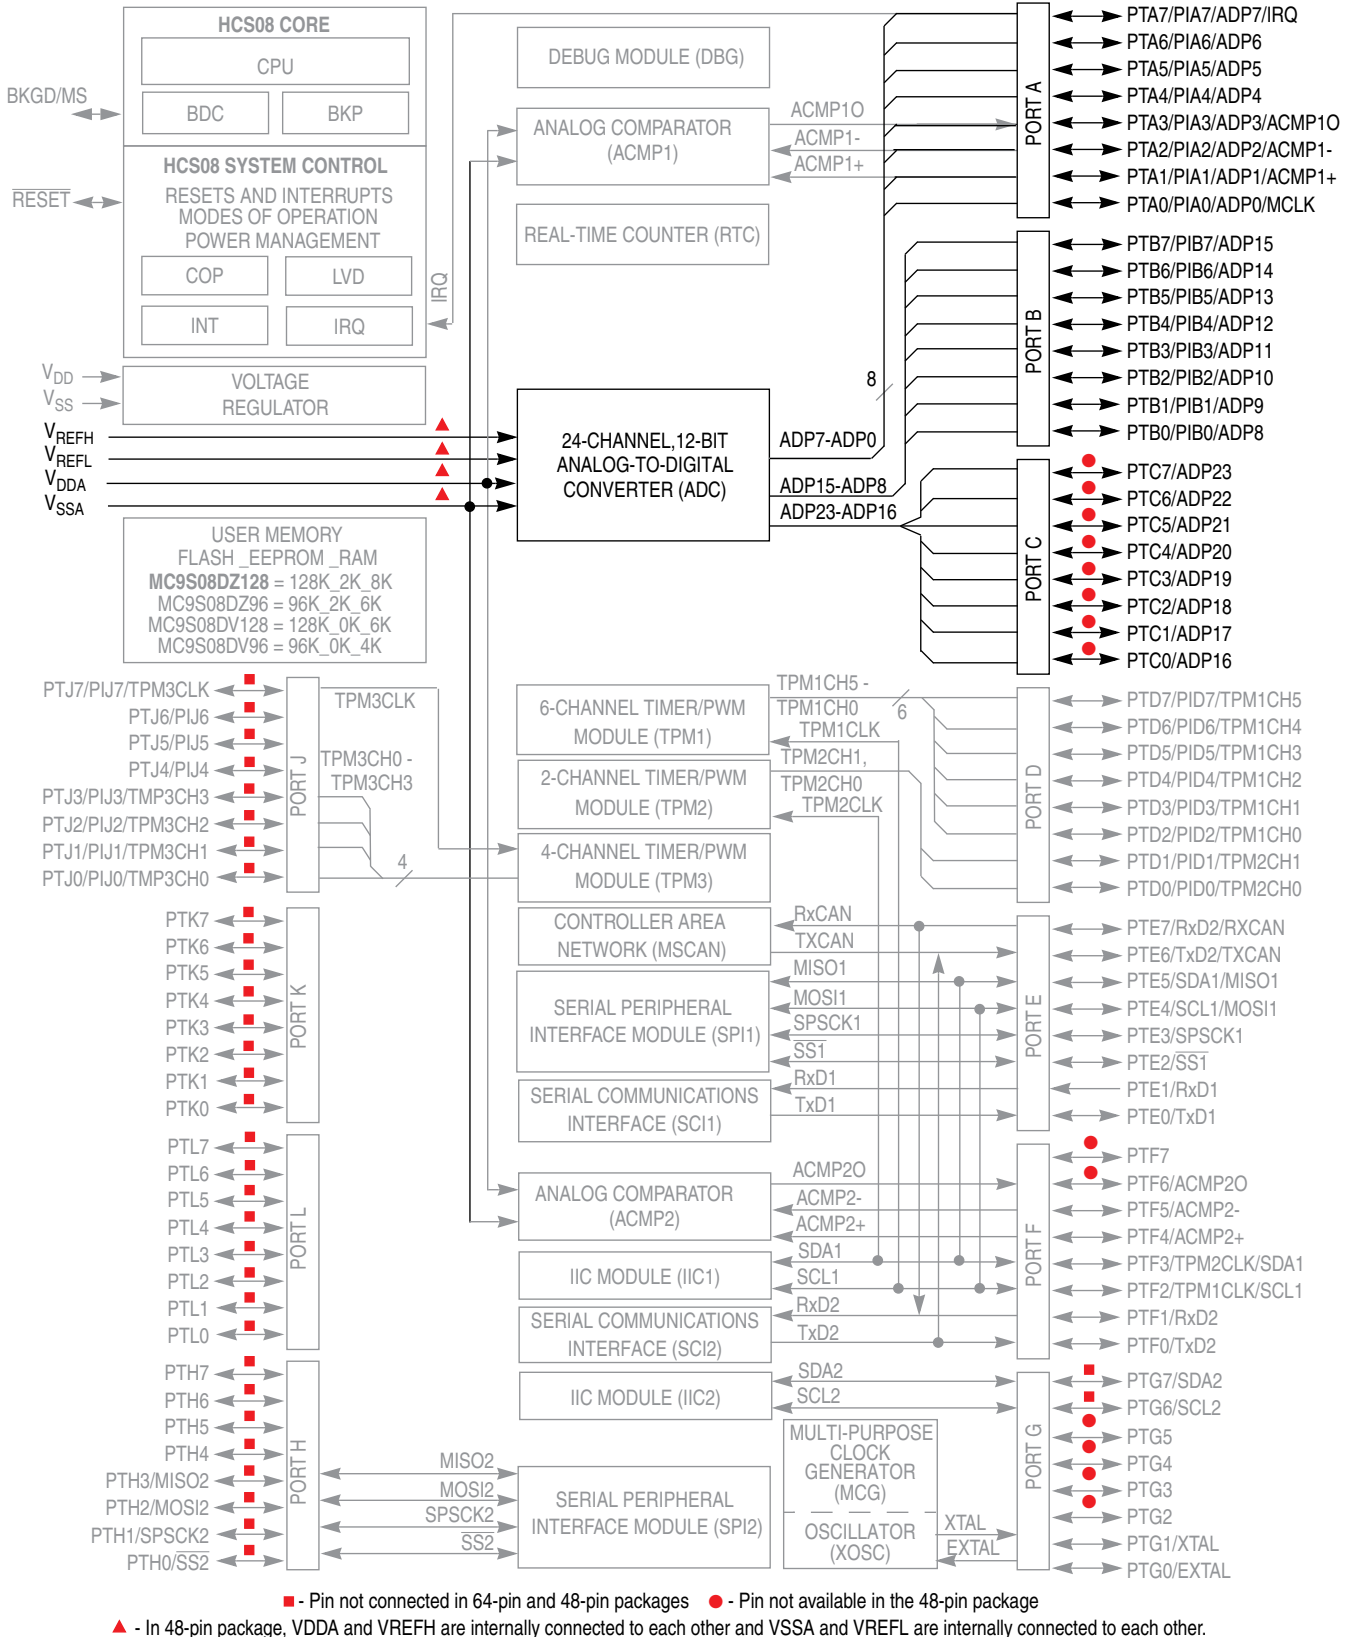 HCS08 CORE
CPU
BDC
BKP
BKGD/MS
HCS08 SYSTEM CONTROL
RESETS AND INTERRUPTS
MODES OF OPERATION
POWER MANAGEMENT
COP
LVD
INT
IRQ
RESET
IRQ
VDD
VSS
VOLTAGE
REGULATOR
VREFH
VREFL
VDDA
VSSA
USER MEMORY
FLASH _EEPROM _RAM
MC9S08DZ128 = 128K_2K_8K
MC9S08DZ96 = 96K_2K_6K
MC9S08DV128 = 128K_0K_6K
MC9S08DV96 = 96K_0K_4K
DEBUG MODULE (DBG)
ANALOG COMPARATOR
(ACMP1)
ACMP1O
ACMP1-
ACMP1+
REAL-TIME COUNTER (RTC)
24-CHANNEL,12-BIT
ANALOG-TO-DIGITAL
CONVERTER (ADC)
8
ADP7-ADP0
ADP15-ADP8
ADP23-ADP16
PORT A
PTA7/PIA7/ADP7/IRQ
PTA6/PIA6/ADP6
PTA5/PIA5/ADP5
PTA4/PIA4/ADP4
PTA3/PIA3/ADP3/ACMP1O
PTA2/PIA2/ADP2/ACMP1-
PTA1/PIA1/ADP1/ACMP1+
PTA0/PIA0/ADP0/MCLK
PORT B
PTB7/PIB7/ADP15
PTB6/PIB6/ADP14
PTB5/PIB5/ADP13
PTB4/PIB4/ADP12
PTB3/PIB3/ADP11
PTB2/PIB2/ADP10
PTB1/PIB1/ADP9
PTB0/PIB0/ADP8
PORT C
PTC7/ADP23
PTC6/ADP22
PTC5/ADP21
PTC4/ADP20
PTC3/ADP19
PTC2/ADP18
PTC1/ADP17
PTC0/ADP16
PTJ7/PIJ7/TPM3CLK
PTJ6/PIJ6
PTJ5/PIJ5
PTJ4/PIJ4
PTJ3/PIJ3/TMP3CH3
PTJ2/PIJ2/TPM3CH2
PTJ1/PIJ1/TPM3CH1
PTJ0/PIJ0/TMP3CH0
PORT J
TPM3CLK
TPM3CH0 -
TPM3CH3
4
6-CHANNEL TIMER/PWM
MODULE (TPM1)
TPM1CH5 -
TPM1CH0
6
TPM1CLK
2-CHANNEL TIMER/PWM
MODULE (TPM2)
TPM2CH1,
TPM2CH0
TPM2CLK
4-CHANNEL TIMER/PWM
MODULE (TPM3)
PORT D
PTD7/PID7/TPM1CH5
PTD6/PID6/TPM1CH4
PTD5/PID5/TPM1CH3
PTD4/PID4/TPM1CH2
PTD3/PID3/TPM1CH1
PTD2/PID2/TPM1CH0
PTD1/PID1/TPM2CH1
PTD0/PID0/TPM2CH0
PTK7
PTK6
PTK5
PTK4
PTK3
PTK2
PTK1
PTK0
PORT K
CONTROLLER AREA
NETWORK (MSCAN)
RxCAN
TXCAN
SERIAL PERIPHERAL
INTERFACE MODULE (SPI1)
MISO1
MOSI1
SPSCK1
SS1
SERIAL COMMUNICATIONS
INTERFACE (SCI1)
RxD1
TxD1
PORT E
PTE7/RxD2/RXCAN
PTE6/TxD2/TXCAN
PTE5/SDA1/MISO1
PTE4/SCL1/MOSI1
PTE3/SPSCK1
PTE2/SS1
PTE1/RxD1
PTE0/TxD1
PTL7
PTL6
PTL5
PTL4
PTL3
PTL2
PTL1
PTL0
PORT L
ANALOG COMPARATOR
(ACMP2)
ACMP2O
ACMP2-
ACMP2+
IIC MODULE (IIC1)
SDA1
SCL1
SERIAL COMMUNICATIONS
INTERFACE (SCI2)
RxD2
TxD2
PORT F
PTF7
PTF6/ACMP2O
PTF5/ACMP2-
PTF4/ACMP2+
PTF3/TPM2CLK/SDA1
PTF2/TPM1CLK/SCL1
PTF1/RxD2
PTF0/TxD2
PTH7
PTH6
PTH5
PTH4
PTH3/MISO2
PTH2/MOSI2
PTH1/SPSCK2
PTH0/SS2
PORT H
MISO2
MOSI2
SPSCK2
SS2
IIC MODULE (IIC2)
SDA2
SCL2
SERIAL PERIPHERAL
INTERFACE MODULE (SPI2)
MULTI-PURPOSE
CLOCK
GENERATOR
(MCG)
OSCILLATOR
(XOSC)
XTAL
EXTAL
PORT G
PTG7/SDA2
PTG6/SCL2
PTG5
PTG4
PTG3
PTG2
PTG1/XTAL
PTG0/EXTAL
- Pin not connected in 64-pin and 48-pin packages
- Pin not available in the 48-pin package
- In 48-pin package, VDDA and VREFH are internally connected to each other and VSSA and VREFL are internally connected to each other.